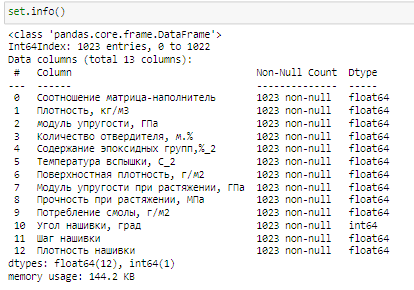 set.info()
<class 'pandas.core.frame.DataFrame'>
Int64Index: 1023 entries, 0 to 1022
Data columns (total 13 columns):
 #   Column                                Non-Null Count  Dtype
---  ------                                --------------  -----
 0   Соотношение матрица-наполнитель       1023 non-null   float64
 1   Плотность, кг/м3                      1023 non-null   float64
 2   модуль упругости, ГПа                 1023 non-null   float64
 3   Количество отвердителя, м.%           1023 non-null   float64
 4   Содержание эпоксидных групп,%_2       1023 non-null   float64
 5   Температура вспышки, С_2              1023 non-null   float64
 6   Поверхностная плотность, г/м2         1023 non-null   float64
 7   Модуль упругости при растяжении, ГПа  1023 non-null   float64
 8   Прочность при растяжении, МПа         1023 non-null   float64
 9   Потребление смолы, г/м2               1023 non-null   float64
 10  Угол нашивки, град                    1023 non-null   int64
 11  Шаг нашивки                           1023 non-null   float64
 12  Плотность нашивки                     1023 non-null   float64
dtypes: float64(12), int64(1)
memory usage: 144.2 KB